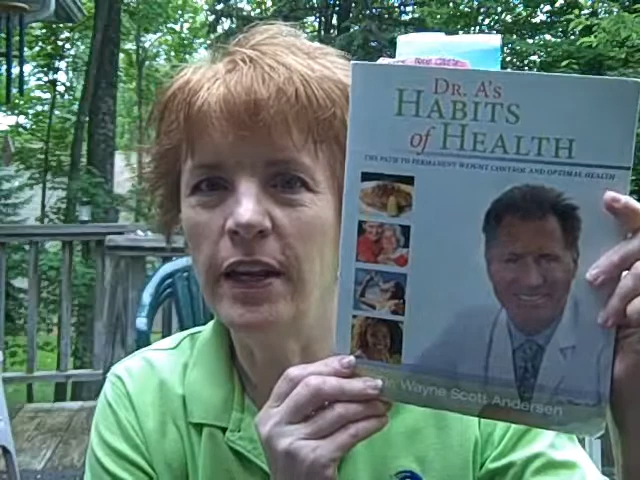 DR. A'S
HABITS
of HEALTH
THE PATH TO PERMANENT WEIGHT CONTROL AND OPTIMAL HEALTH
Wayne Scott Andersen